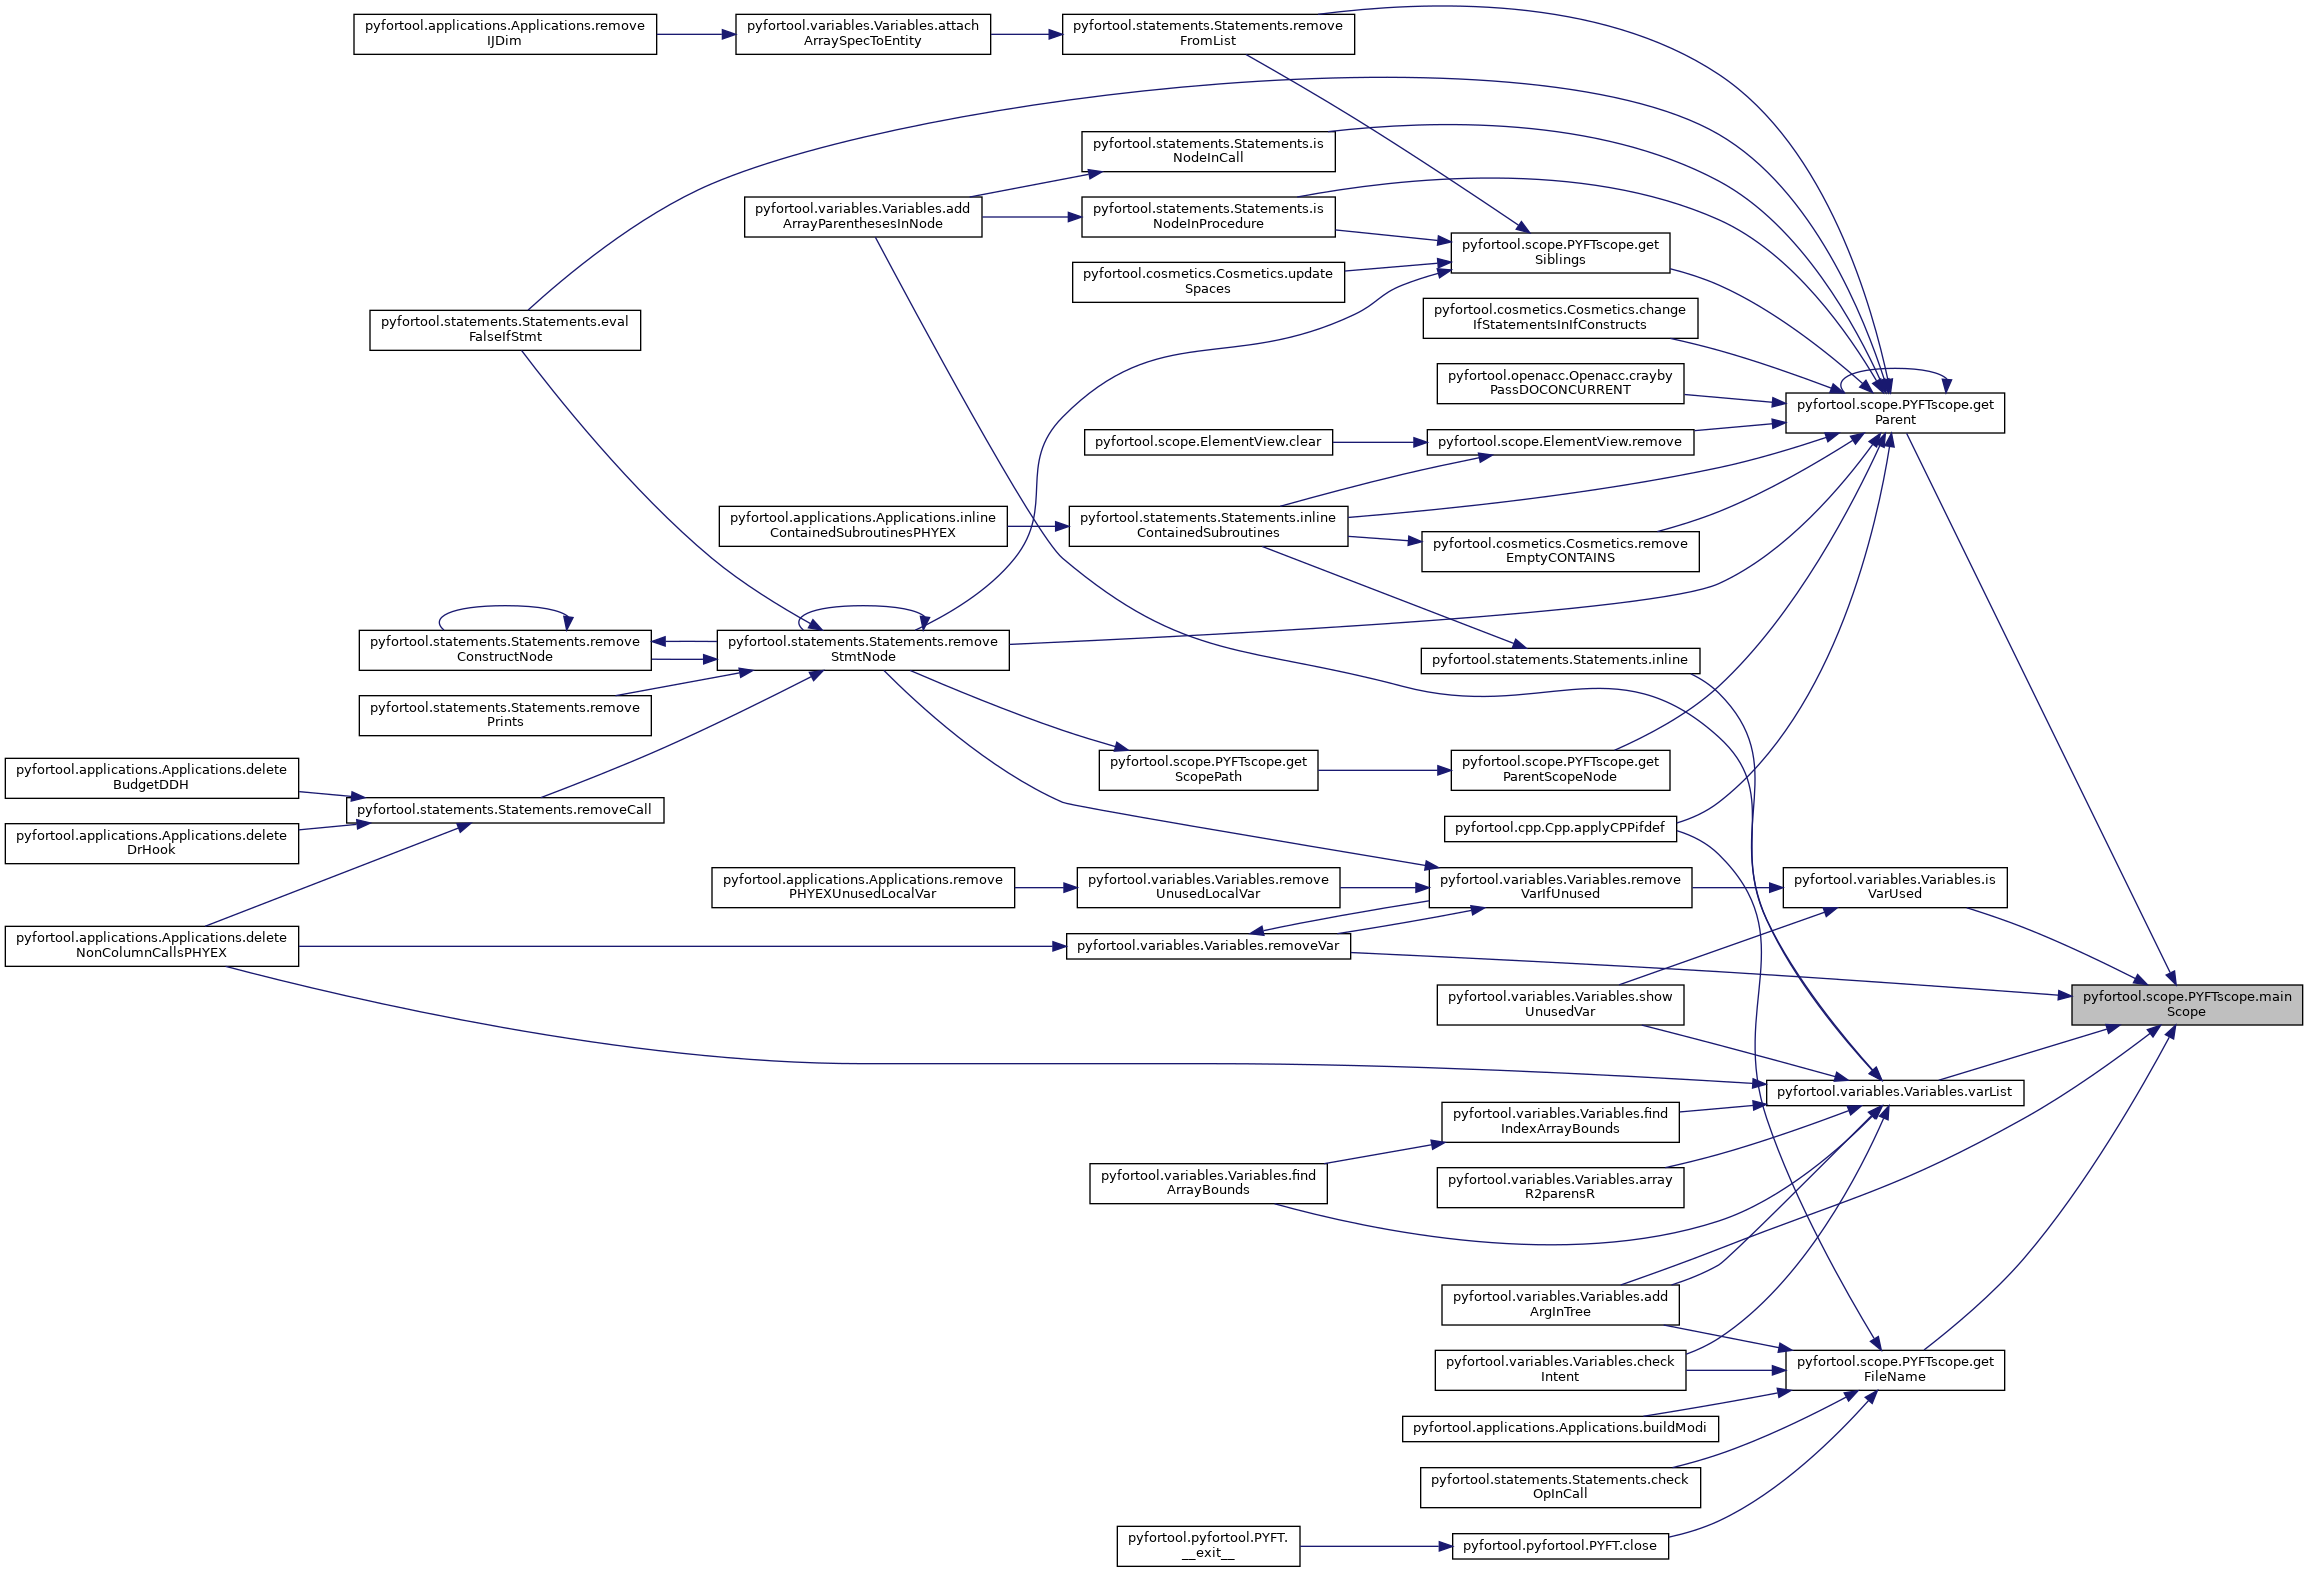 pyfortool.applications.Applications.remove
IJDim
pyfortool.variables.Variables.attach
ArraySpecToEntity
pyfortool.statements.Statements.remove
FromList
pyfortool.statements.Statements.is
NodeInCall
pyfortool.variables.Variables.add
ArrayParenthesesInNode
pyfortool.statements.Statements.is
NodeInProcedure
pyfortool.scope.PYFTscope.get
Siblings
pyfortool.cosmetics.Cosmetics.update
Spaces
pyfortool.cosmetics.Cosmetics.change
IfStatementsInIfConstructs
pyfortool.statements.Statements.eval
FalseIfStmt
pyfortool.openacc.Openacc.crayby
PassDOCONCURRENT
pyfortool.scope.PYFTscope.get
Parent
pyfortool.scope.ElementView.clear
pyfortool.scope.ElementView.remove
pyfortool.applications.Applications.inline
ContainedSubroutinesPHYEX
pyfortool.statements.Statements.inline
ContainedSubroutines
pyfortool.cosmetics.Cosmetics.remove
EmptyCONTAINS
pyfortool.statements.Statements.remove
ConstructNode
pyfortool.statements.Statements.remove
StmtNode
pyfortool.statements.Statements.inline
pyfortool.statements.Statements.remove
Prints
pyfortool.applications.Applications.delete
BudgetDDH
pyfortool.scope.PYFTscope.get
ScopePath
pyfortool.scope.PYFTscope.get
ParentScopeNode
pyfortool.statements.Statements.removeCall
pyfortool.cpp.Cpp.applyCPPifdef
pyfortool.applications.Applications.delete
DrHook
pyfortool.applications.Applications.remove
PHYEXUnusedLocalVar
pyfortool.variables.Variables.remove
UnusedLocalVar
pyfortool.variables.Variables.remove
VarIfUnused
pyfortool.variables.Variables.is
VarUsed
pyfortool.applications.Applications.delete
NonColumnCallsPHYEX
pyfortool.variables.Variables.removeVar
pyfortool.variables.Variables.show
UnusedVar
pyfortool.scope.PYFTscope.main
Scope
pyfortool.variables.Variables.varList
pyfortool.variables.Variables.find
IndexArrayBounds
pyfortool.variables.Variables.find
ArrayBounds
pyfortool.variables.Variables.array
R2parensR
pyfortool.variables.Variables.add
ArgInTree
pyfortool.variables.Variables.check
Intent
pyfortool.scope.PYFTscope.get
FileName
pyfortool.applications.Applications.buildModi
pyfortool.statements.Statements.check
OpInCall
pyfortool.pyfortool.PYFT.
__exit__
pyfortool.pyfortool.PYFT.close